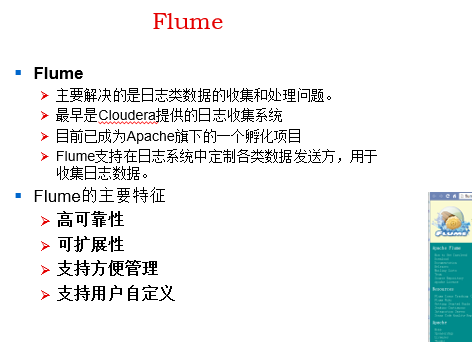 Flume
Flume
主要解决的是日志类数据的收集和处理问题。
最早是Cloudera提供的日志收集系统
目前已成为Apache旗下的一个孵化项目
Flume支持在日志系统中定制各类数据发送方，用于
收集日志数据。
Flume的主要特征
高可靠性
可扩展性
支持方便管理
支持用户自定义
FLUME
Apache Flume
Resources
Apache